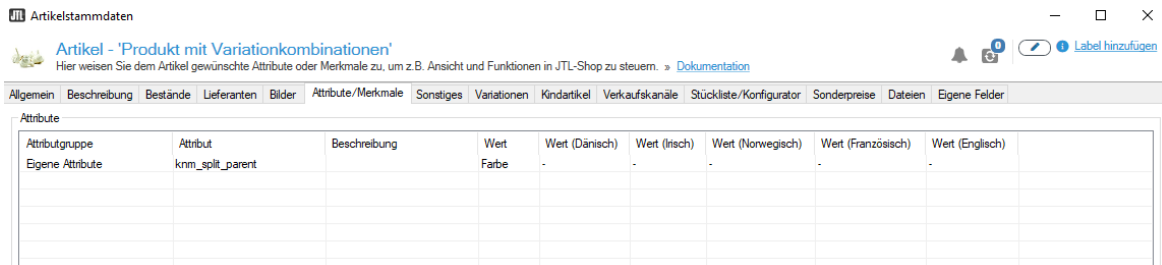 JTL Artikelstammdaten
Artikel - 'Produkt mit Variationkombinationen'
0
Label hinzufügen
Hier weisen Sie dem Artikel gewünschte Attribute oder Merkmale zu, um z.B. Ansicht und Funktionen in JTL-Shop zu steuern. » Dokumentation
Allgemein Beschreibung Bestände Lieferanten Bilder Attribute/Merkmale Sonstiges Variationen Kindartikel Verkaufskanäle Stückliste/Konfigurator Sonderpreise Dateien Eigene Felder
Attribute
Attributgruppe Attribut Beschreibung Wert Wert (Dänisch) Wert (Irisch) Wert (Norwegisch) Wert (Französisch) Wert (Englisch)
Eigene Attribute knm_split_parent Farbe - - - - -